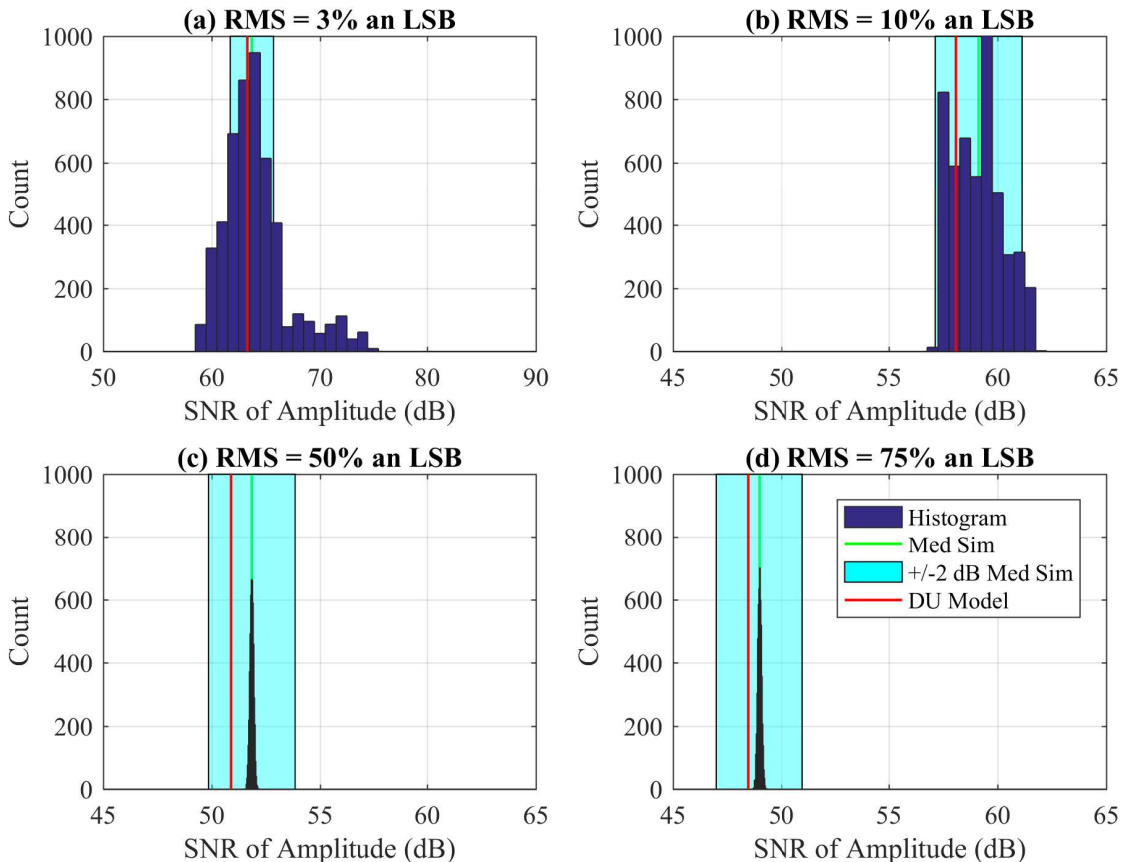 (a) RMS = 3% an LSB
1000
800
600
400
200
0
Count
50
60
70
80
90
SNR of Amplitude (dB)
(b) RMS = 10% an LSB
1000
800
600
400
200
0
Count
45
50
55
60
65
SNR of Amplitude (dB)
(c) RMS = 50% an LSB
1000
800
600
400
200
0
Count
45
50
55
60
65
SNR of Amplitude (dB)
(d) RMS = 75% an LSB
1000
800
600
400
200
0
Count
45
50
55
60
65
SNR of Amplitude (dB)
Histogram
Med Sim
+/-2 dB Med Sim
DU Model